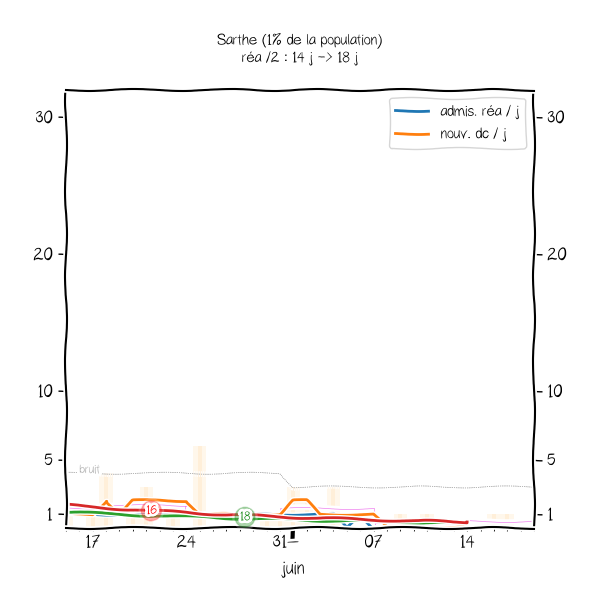 Sarthe (1% de la population)
réa /2 : 14 j -> 18 j
admis. réa / j
nouv. dc / j
30
30
20
20
10
10
5
5
bruit
1
1
16
18
17
24
31
07
14
juin